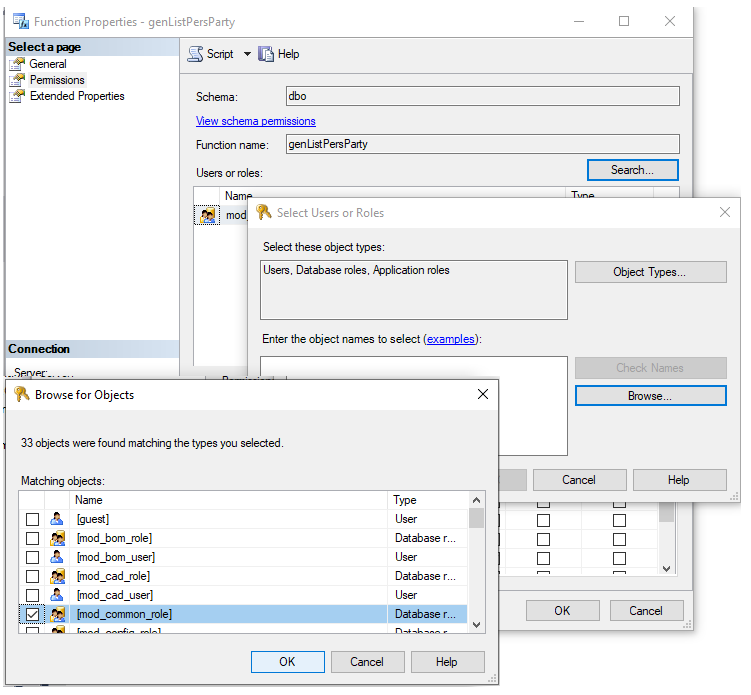 Function Properties - genListPersParty
Select a page
General
Permissions
Extended Properties
Script
Help
Schema:
dbo
View schema permissions
Function name:
genListPersParty
Users or roles:
Search...
Name
Type
mod_
Connection
Server:
Select Users or Roles
Select these object types:
Users, Database roles, Application roles
Object Types...
Enter the object names to select (examples):
Check Names
Browse...
Cancel
Help
OK
Cancel
Browse for Objects
33 objects were found matching the types you selected.
Matching objects:
Name Type
[guest] User
[mod_bom_role] Database r...
[mod_bom_user] User
[mod_cad_role] Database r...
[mod_cad_user] User
[mod_common_role] Database r...
[mod_config_role] Database r...
OK
Cancel
Help